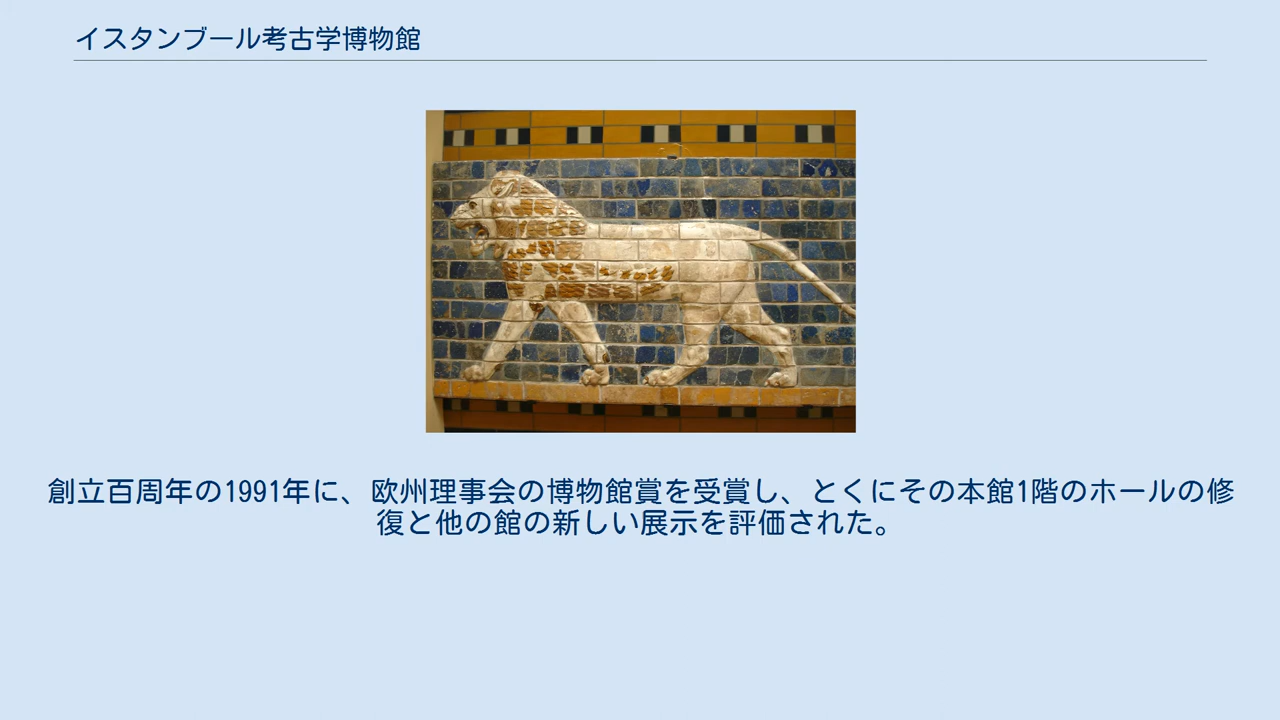 イスタンブール考古学博物館
創立百周年の1991年に、欧州理事会の博物館賞を受賞し、とくにその本館1階のホールの修
復と他の館の新しい展示を評価された。